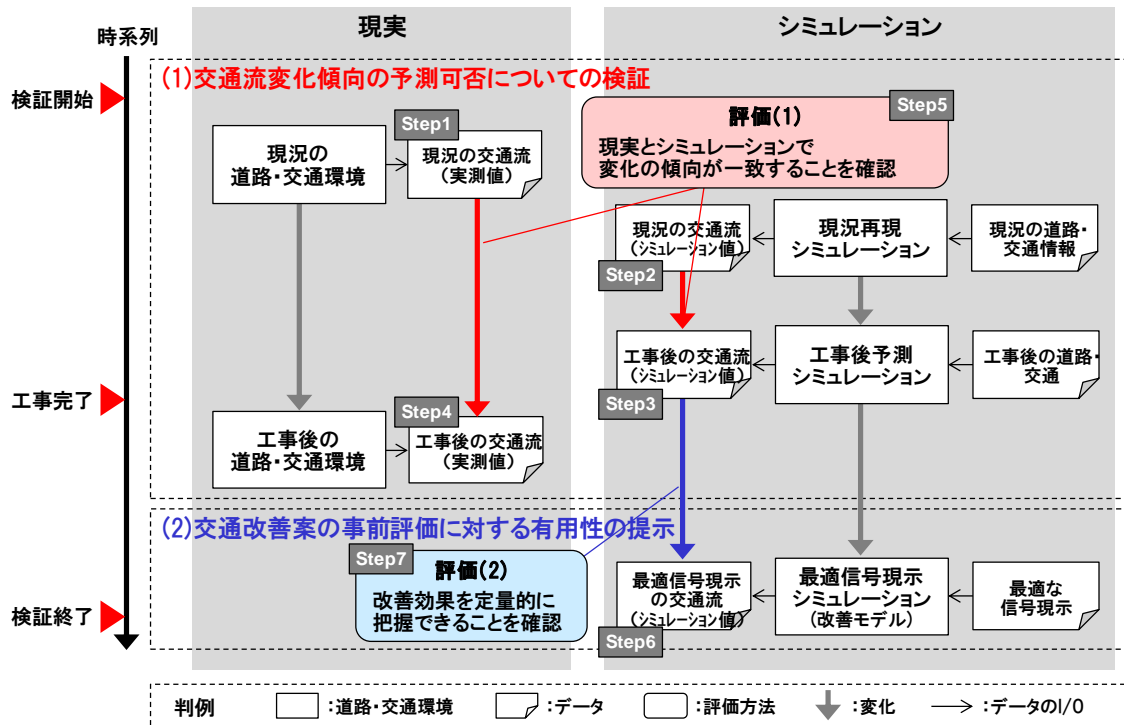 現実
シミュレーション
時系列
(1)交通流変化傾向の予測可否についての検証
検証開始
Step1
Step5
評価(1)
現実とシミュレーションで
変化の傾向が一致することを確認
現況の
道路・交通環境
現況の交通流
(実測値)
現況の交通流
(シミュレーション値)
Step2
現況再現
シミュレーション
現況の道路・
交通情報
工事後の交通流
(シミュレーション値)
Step3
工事後予測
シミュレーション
工事後の道路・
交通
工事完了
Step4
工事後の
道路・交通環境
工事後の交通流
(実測値)
(2)交通改善案の事前評価に対する有用性の提示
Step7
評価(2)
改善効果を定量的に
把握できることを確認
最適信号現示
の交通流
(シミュレーション値)
Step6
最適信号現示
シミュレーション
(改善モデル)
最適な
信号現示
検証終了
判例
:道路・交通環境
:データ
:評価方法
:変化
:データのI/O